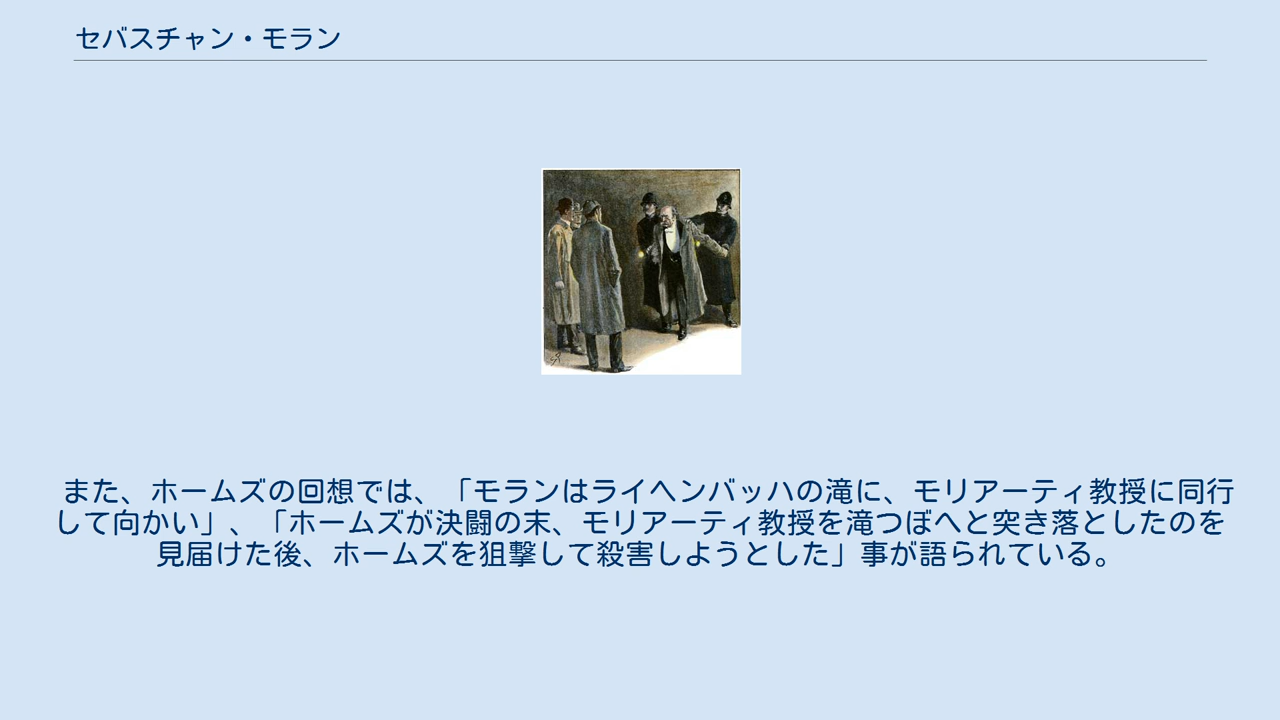 セバスチャン・モラン
また、ホームズの回想では、「モランはライヘンバッハの滝に、モリアーティ教授に同行
して向かい」、「ホームズが決闘の末、モリアーティ教授を滝つぼへと突き落としたのを
見届けた後、ホームズを狙撃して殺害しようとした」事が語られている。